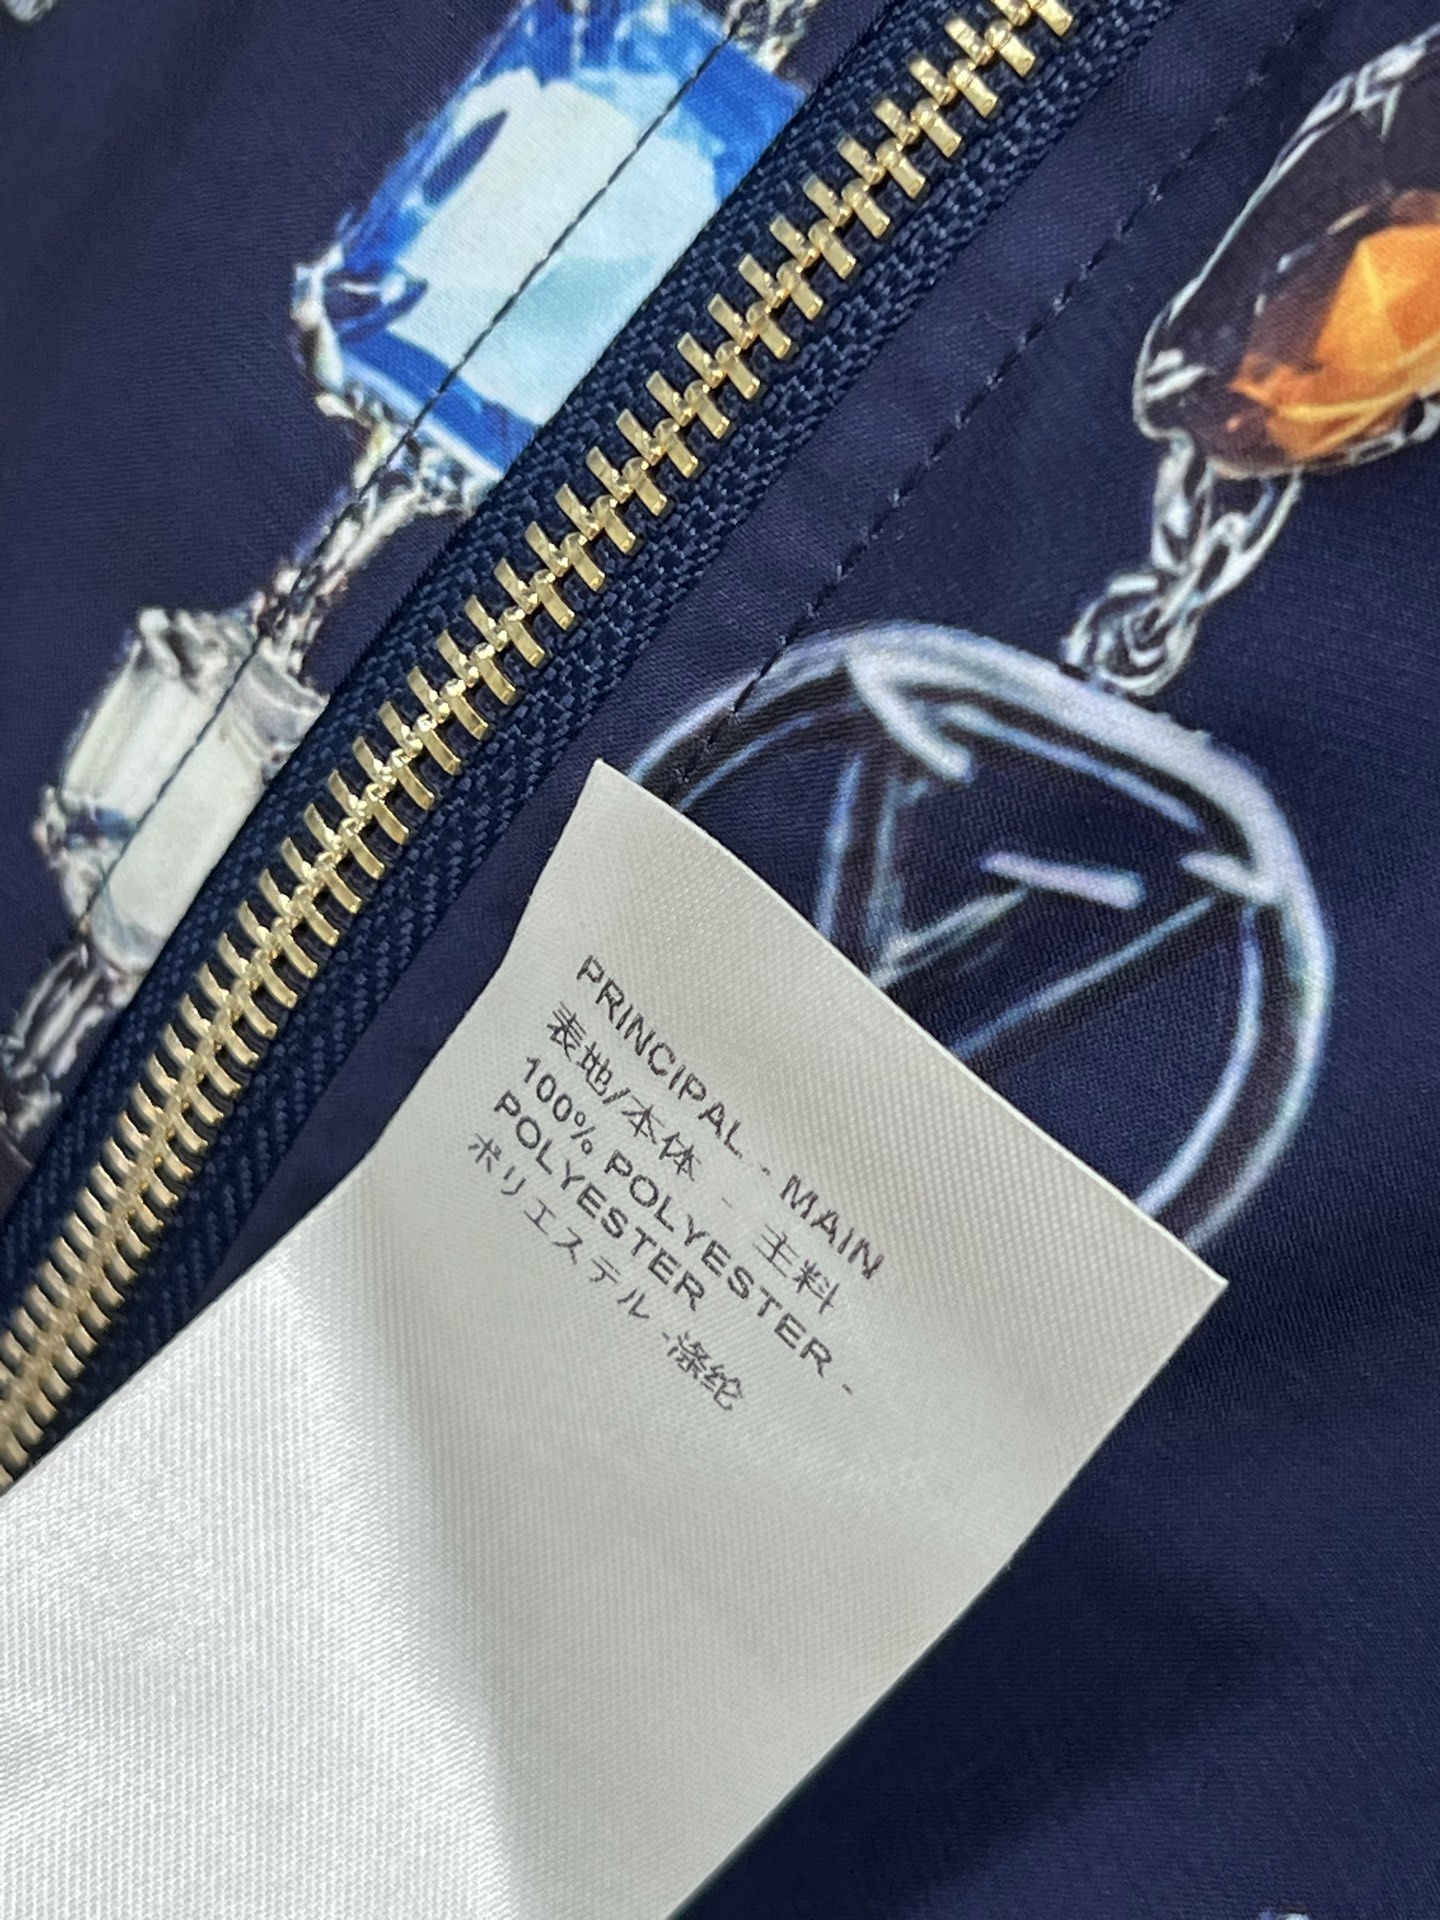 PRINCIPAL - MAIN
表地/本体 - 主料
100% POLYESTER -
POLYESTER
ポリエステル -涤纶